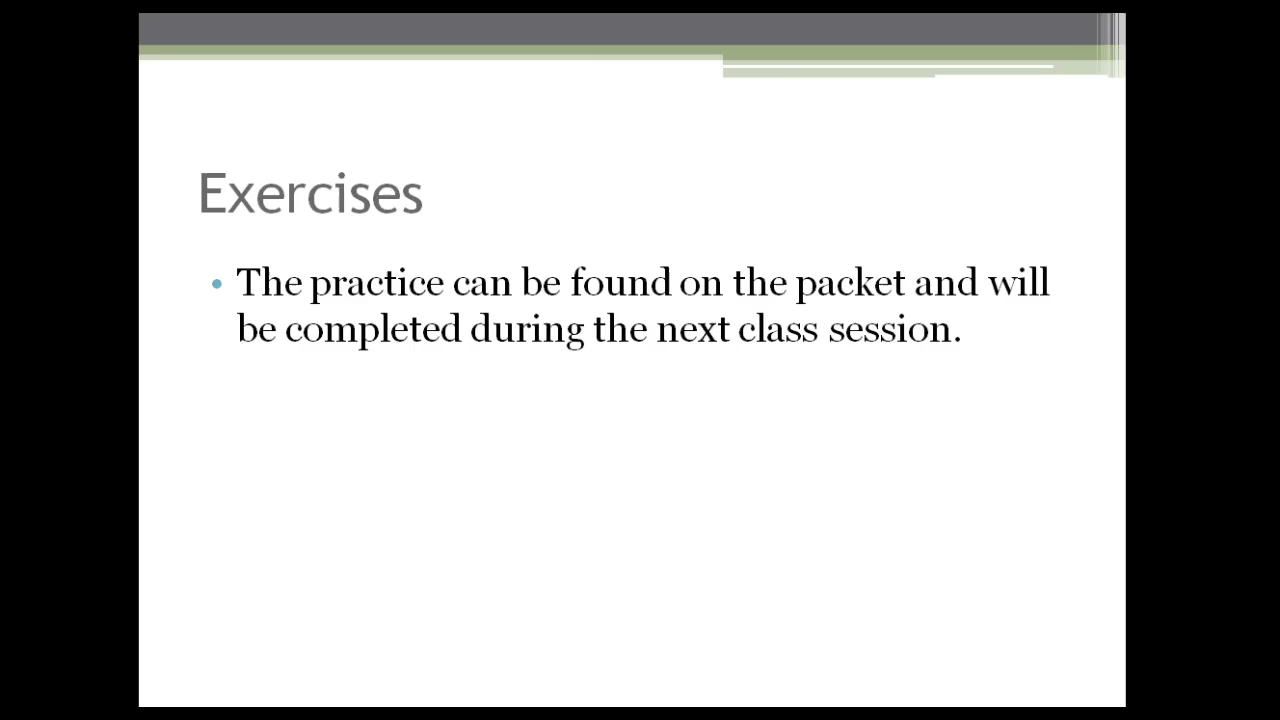 Exercises
• The practice can be found on the packet and will
be completed during the next class session.